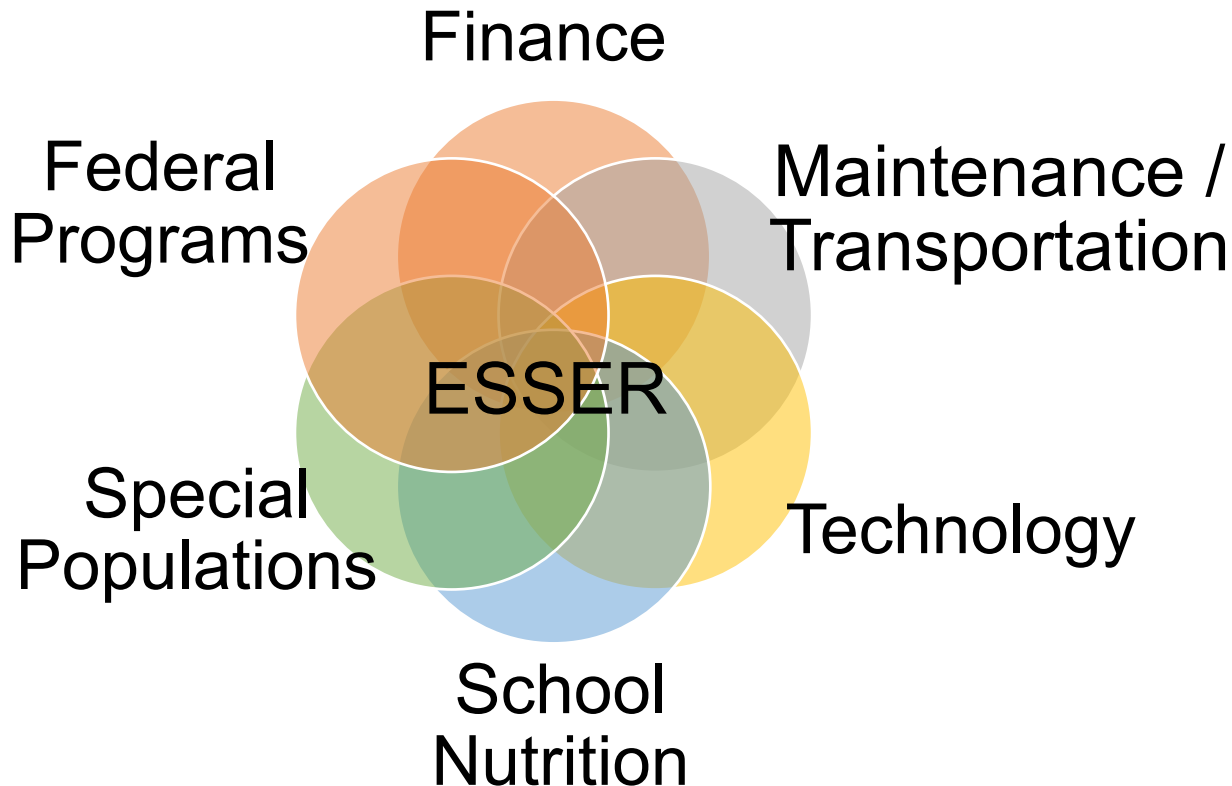 Finance
Federal
Programs
Maintenance /
Transportation
ESSER
Special
Populations
Technology
School
Nutrition